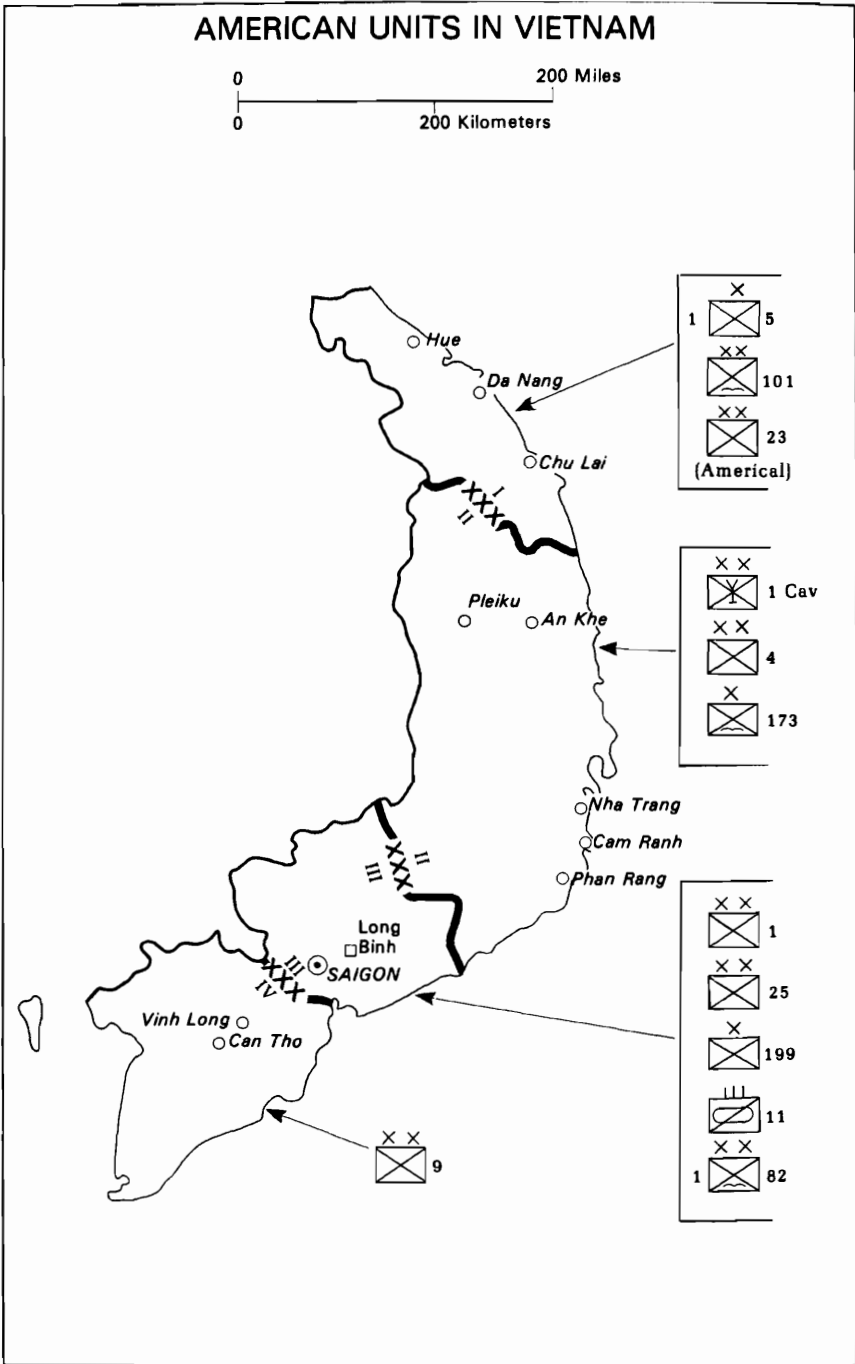 AMERICAN UNITS IN VIETNAM
0 200 Miles
0 200 Kilometers
Hue
Da Nang
Chu Lai
XXX
I
II
Pleiku
An Khe
Nha Trang
Cam Ranh
Phan Rang
XXX
II
III
Long
Binh
SAIGON
XXX
III
IV
Vinh Long
Can Tho
X
1 5
XX
101
XX
23
(Americal)
XX
1 Cav
XX
4
X
173
XX
1
XX
25
X
199
III
11
XX
1 82
XX
9